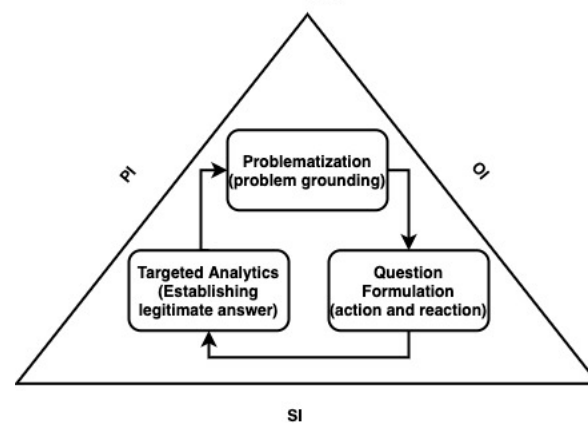 Problematization
(problem grounding)
PI
OI
Targeted Analytics
(Establishing
legitimate answer)
Question
Formulation
(action and reaction)
SI